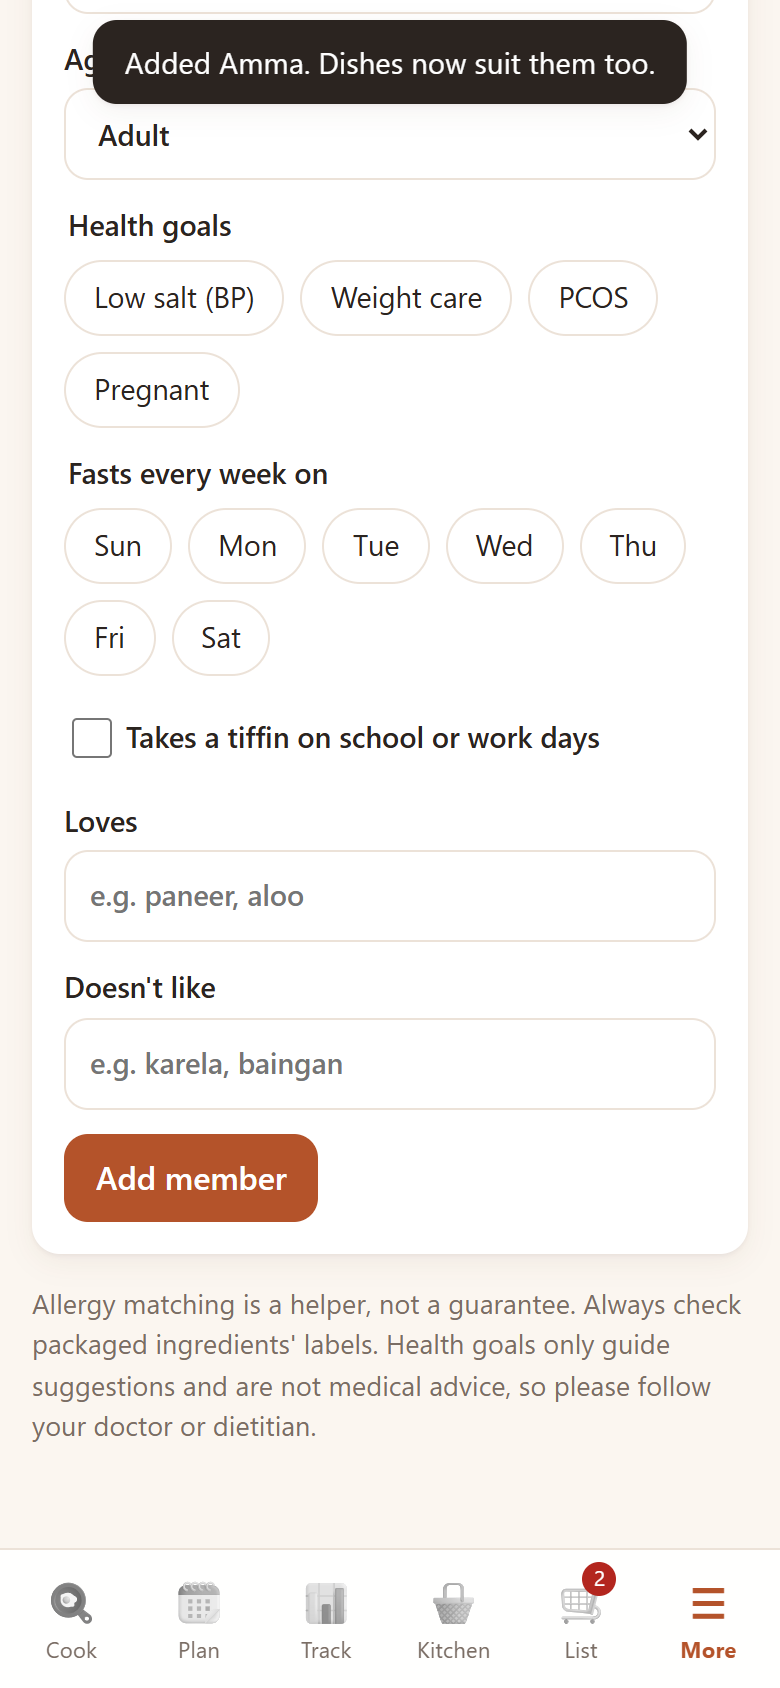 Added Amma. Dishes now suit them too.
Adult
Health goals
Low salt (BP)
Weight care
PCOS
Pregnant
Fasts every week on
Sun
Mon
Tue
Wed
Thu
Fri
Sat
Takes a tiffin on school or work days
Loves
e.g. paneer, aloo
Doesn't like
e.g. karela, baingan
Add member
Allergy matching is a helper, not a guarantee. Always check
packaged ingredients' labels. Health goals only guide
suggestions and are not medical advice, so please follow
your doctor or dietitian.
2
Cook
Plan
Track
Kitchen
List
More